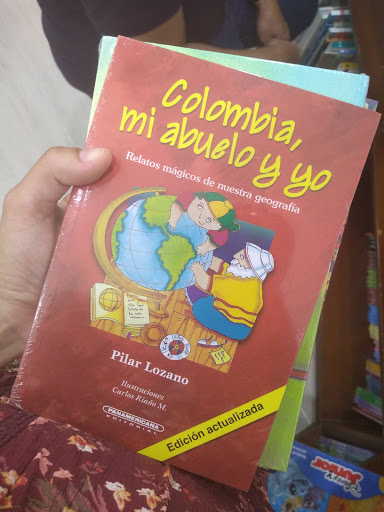 Colombia,
mi abuelo y yo
Relatos mágicos de nuestra geografía
Pilar Lozano
Ilustraciones
Carlos Riaño M.
PANAMERICANA
EDITORIAL
Edición actualizada